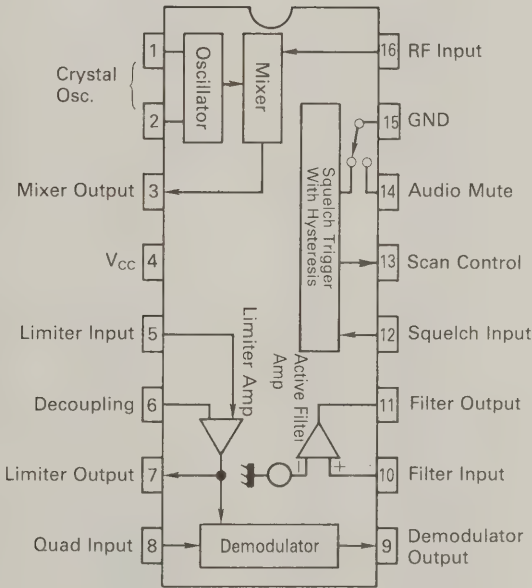 1
Crystal
Osc.
2
Mixer Output
3
V_CC
4
Limiter Input
5
Decoupling
6
Limiter Output
7
Quad Input
8
Oscillator
Mixer
Squelch Trigger
With Hysteresis
Limiter Amp
Active Filter
Amp
−
+
Demodulator
16
RF Input
15
GND
14
Audio Mute
13
Scan Control
12
Squelch Input
11
Filter Output
10
Filter Input
9
Demodulator
Output